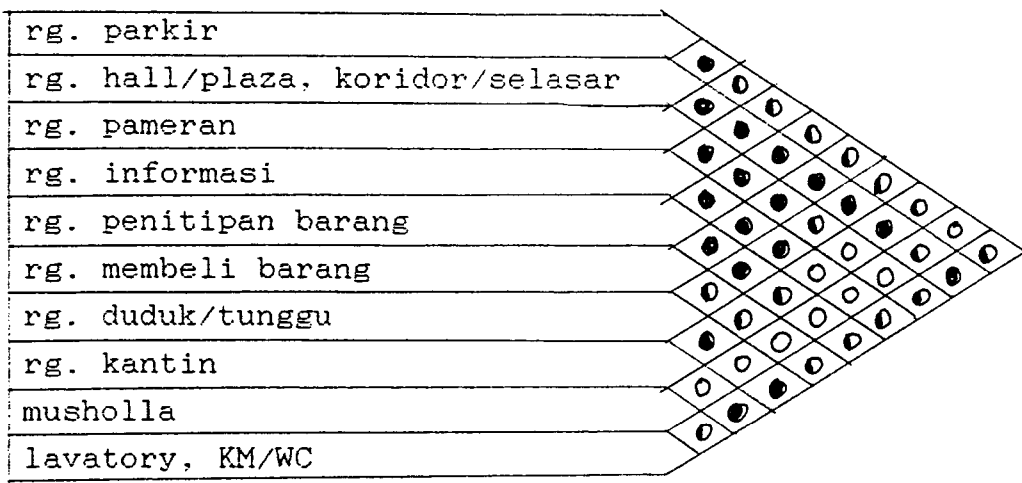 rg. parkir
rg. hall/plaza, koridor/selasar
rg. pameran
rg. informasi
rg. penitipan barang
rg. membeli barang
rg. duduk/tunggu
rg. kantin
musholla
lavatory, KM/WC